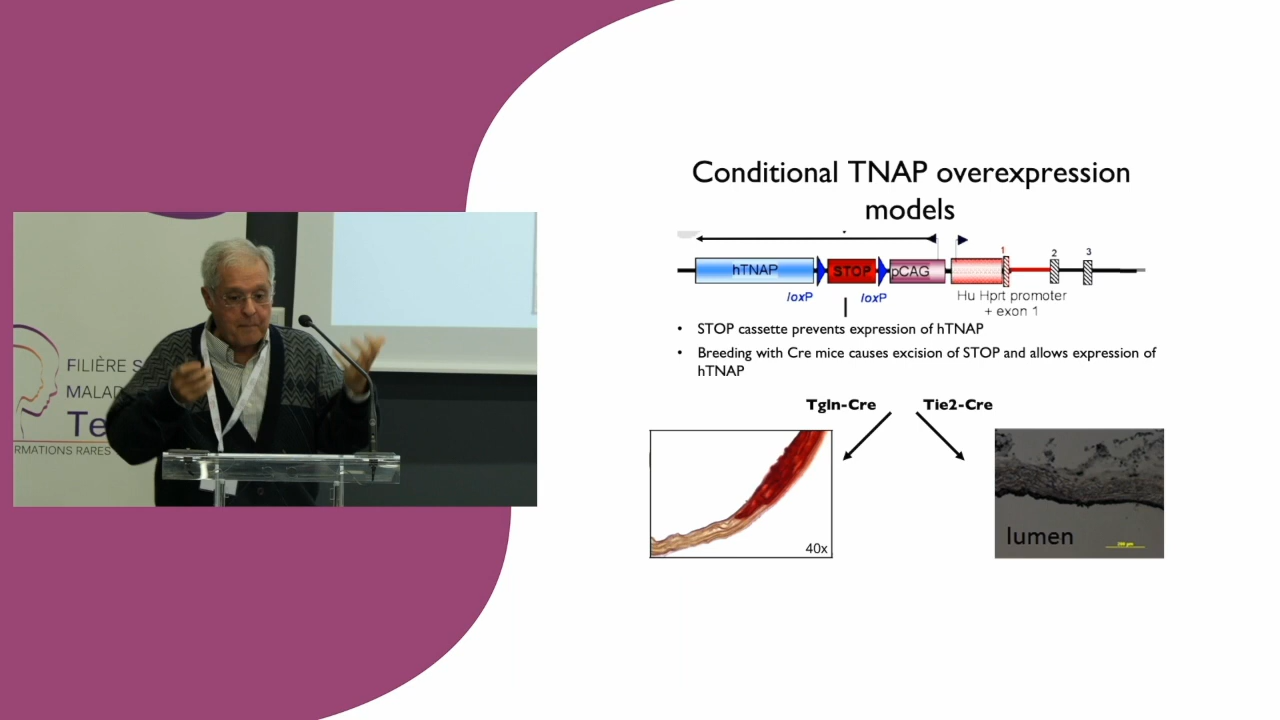 Conditional TNAP overexpression
models
hTNAP
STOP
pCAG
1
2
3
loxP
loxP
Hu Hprt promoter
+ exon 1
• STOP cassette prevents expression of hTNAP
• Breeding with Cre mice causes excision of STOP and allows expression of
hTNAP
Tgln-Cre
Tie2-Cre
40x
lumen
200 µm
FILIÈRE S
MALAD
Te
RMATIONS RARES